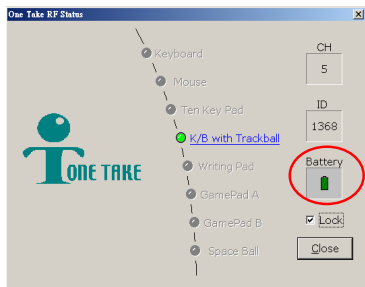 One Take RF Status
Keyboard
Mouse
Ten Key Pad
K/B with Trackball
Writing Pad
GamePad A
GamePad B
Space Ball
ONE TAKE
CH
5
ID
1368
Battery
Lock
Close